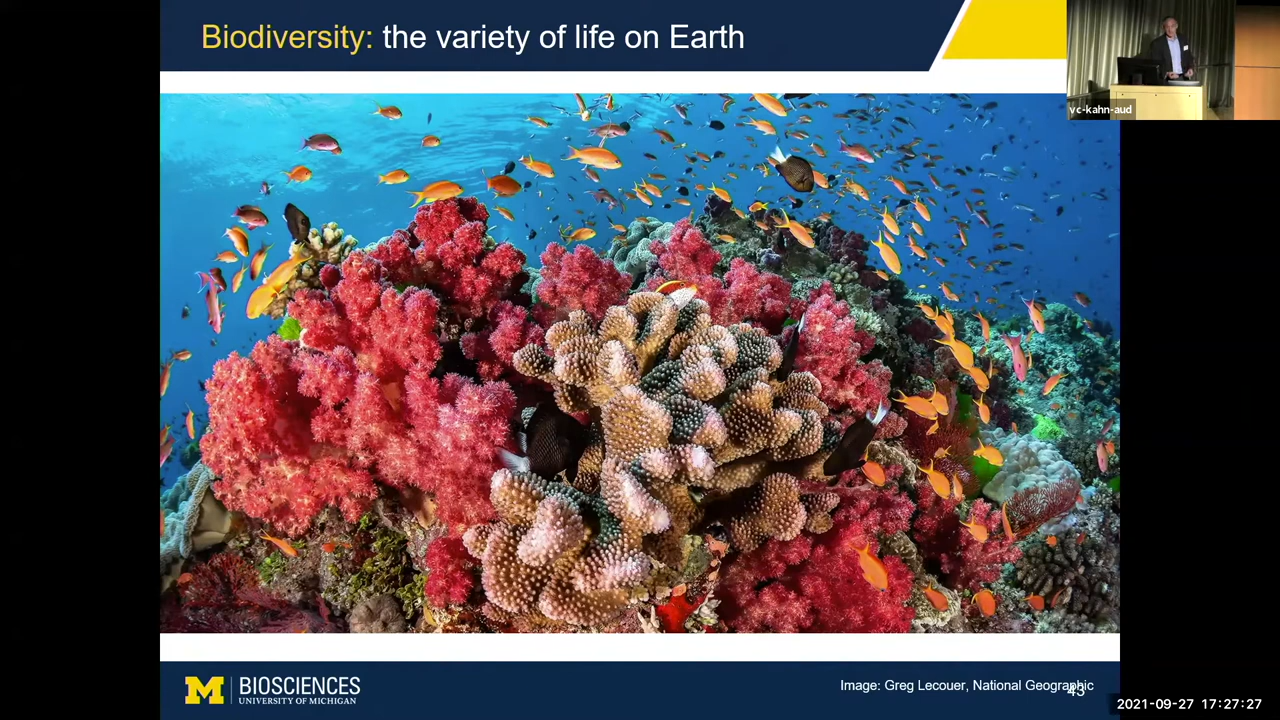 Biodiversity: the variety of life on Earth
vc-kahn-aud
M BIOSCIENCES
UNIVERSITY OF MICHIGAN
Image: Greg Lecouer, National Geographic
43
2021-09-27 17:27:27